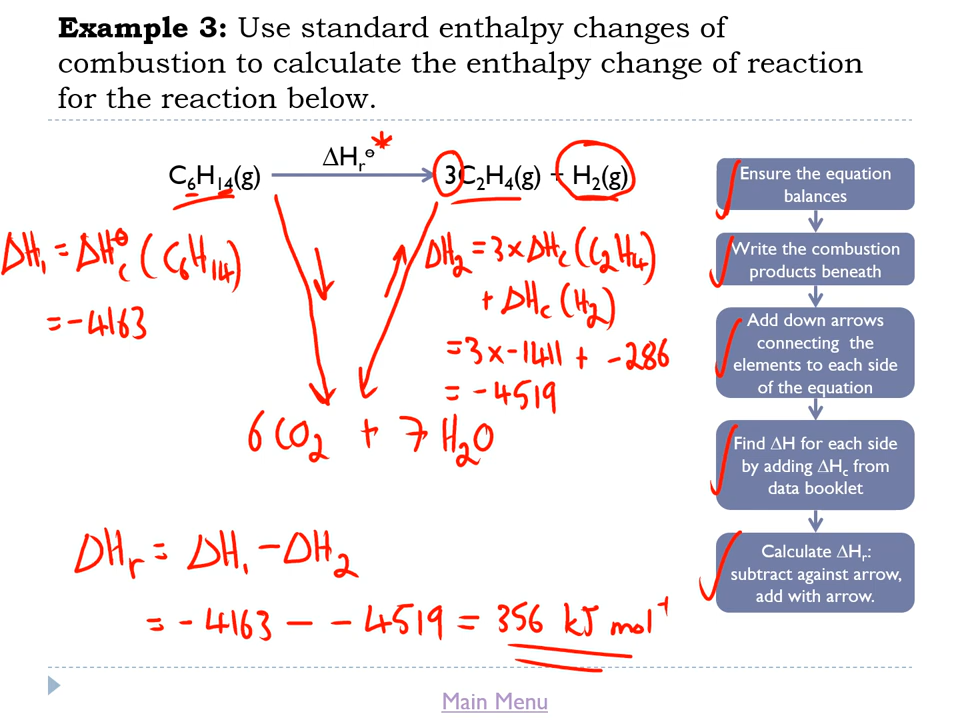 Example 3: Use standard enthalpy changes of
combustion to calculate the enthalpy change of reaction
for the reaction below.
C₆H₁₄(g)
ΔHᵣ⦵ *
3C₂H₄(g) + H₂(g)
ΔH₁ = ΔH_c⦵ (C₆H₁₄)
= -4163
ΔH₂ = 3 x ΔH_c (C₂H₄)
+ ΔH_c (H₂)
= 3 x -1411 + -286
= -4519
6CO₂ + 7H₂O
ΔHᵣ = ΔH₁ - ΔH₂
= -4163 - -4519 = 356 kJ mol⁻¹
Ensure the equation
balances
Write the combustion
products beneath
Add down arrows
connecting the
elements to each side
of the equation
Find ΔH for each side
by adding ΔH_c from
data booklet
Calculate ΔHᵣ:
subtract against arrow,
add with arrow.
Main Menu